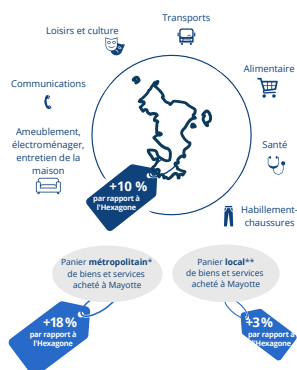 Transports
Loisirs et culture
Alimentaire
Communications
Ameublement,
électroménager,
entretien de la
maison
Santé
+10 %
par rapport à
l'Hexagone
Habillement-
chaussures
Panier métropolitain*
de biens et services
acheté à Mayotte
Panier local**
de biens et services
acheté à Mayotte
+18 %
par rapport à
l'Hexagone
+3 %
par rapport à
l'Hexagone